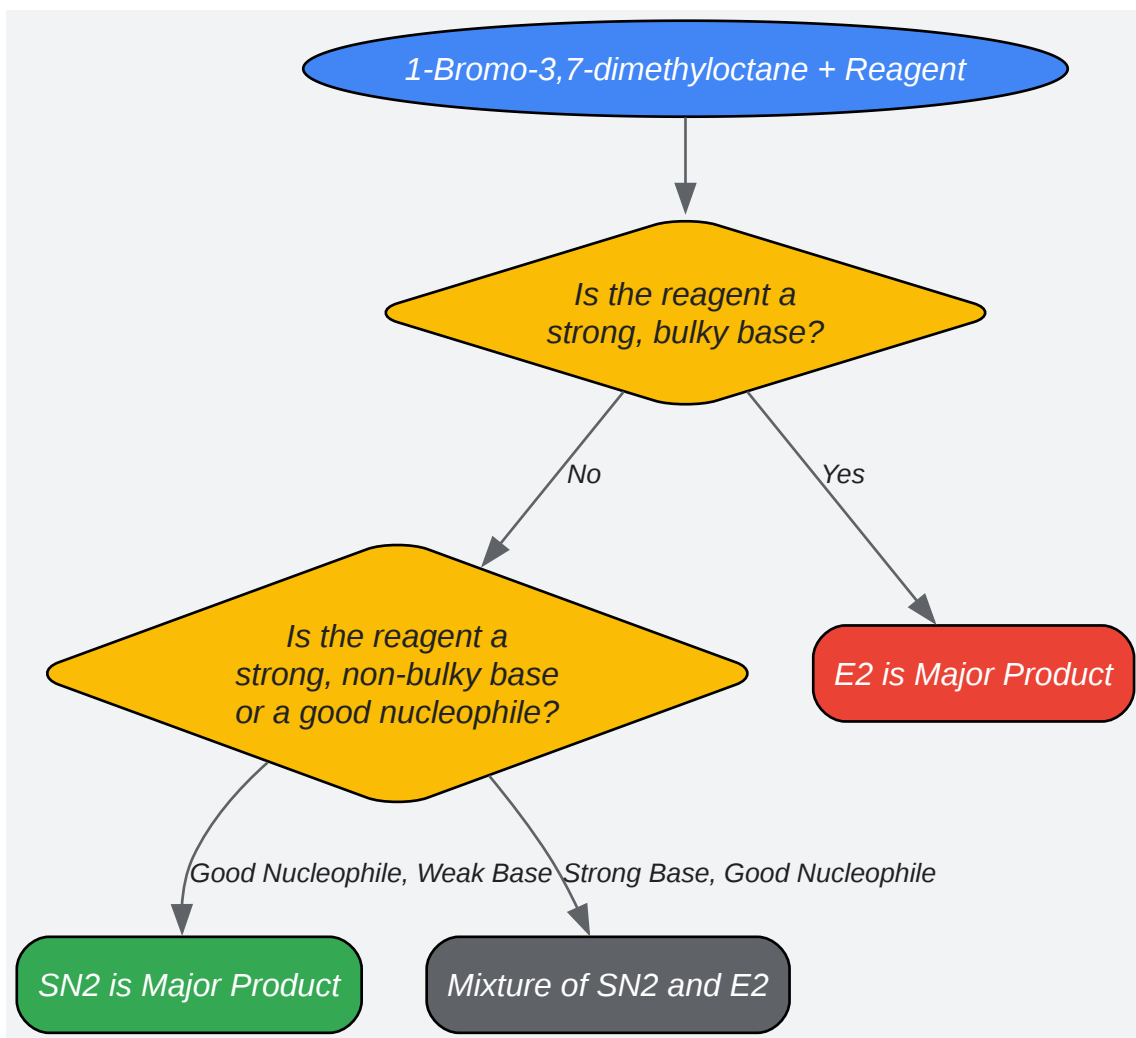 1-Bromo-3,7-dimethyloctane + Reagent
Is the reagent a
strong, bulky base?
No
Yes
Is the reagent a
strong, non-bulky base
or a good nucleophile?
E2 is Major Product
Good Nucleophile, Weak Base
Strong Base, Good Nucleophile
SN2 is Major Product
Mixture of SN2 and E2